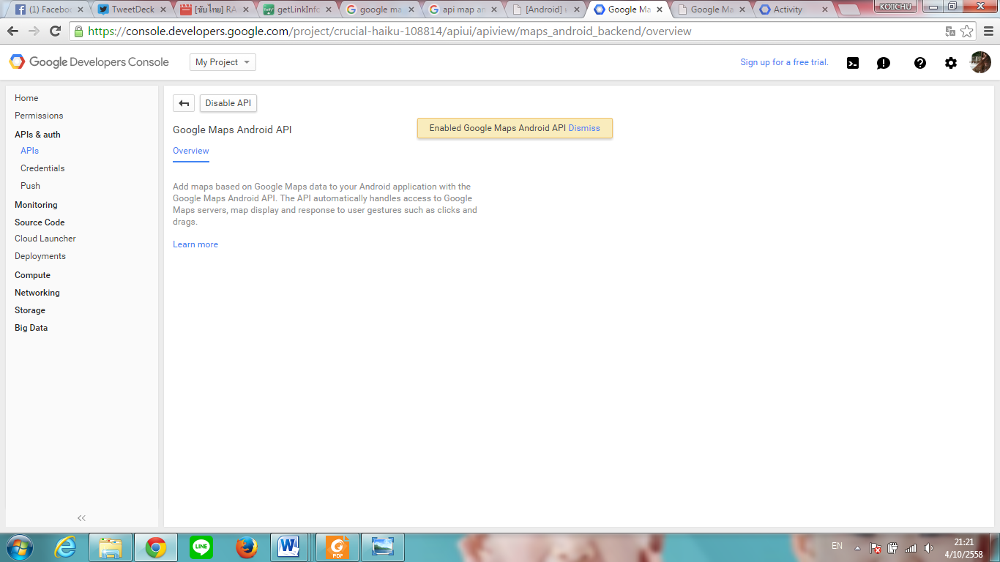 (1) Facebo
TweetDeck
[ซับไทย] RA
getLinkInfo
google ma
api map an
[Android]
Google Ma
Google Ma
Activity
KOICHU
https://console.developers.google.com/project/crucial-haiku-108814/apiui/apiview/maps_android_backend/overview
Google Developers Console
My Project
Sign up for a free trial.
Home
Permissions
APIs & auth
APIs
Credentials
Push
Monitoring
Source Code
Cloud Launcher
Deployments
Compute
Networking
Storage
Big Data
Disable API
Enabled Google Maps Android API Dismiss
Google Maps Android API
Overview
Add maps based on Google Maps data to your Android application with the
Google Maps Android API. The API automatically handles access to Google
Maps servers, map display and response to user gestures such as clicks and
drags.
Learn more
LINE
PDF
EN
21:21
4/10/2558